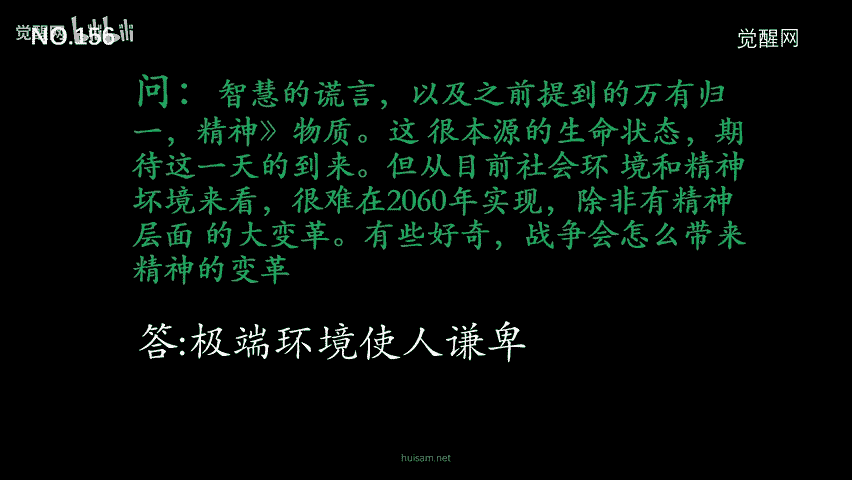 觉醒网 bilibili
NO.156
觉醒网
问：智慧的谎言，以及之前提到的万有归
一，精神》物质。这 很本源的生命状态，期
待这一天的到来。但从目前社会环 境和精神
坏境来看，很难在2060年实现，除非有精神
层面 的大变革。有些好奇，战争会怎么带来
精神的变革
答:极端环境使人谦卑
huisam.net